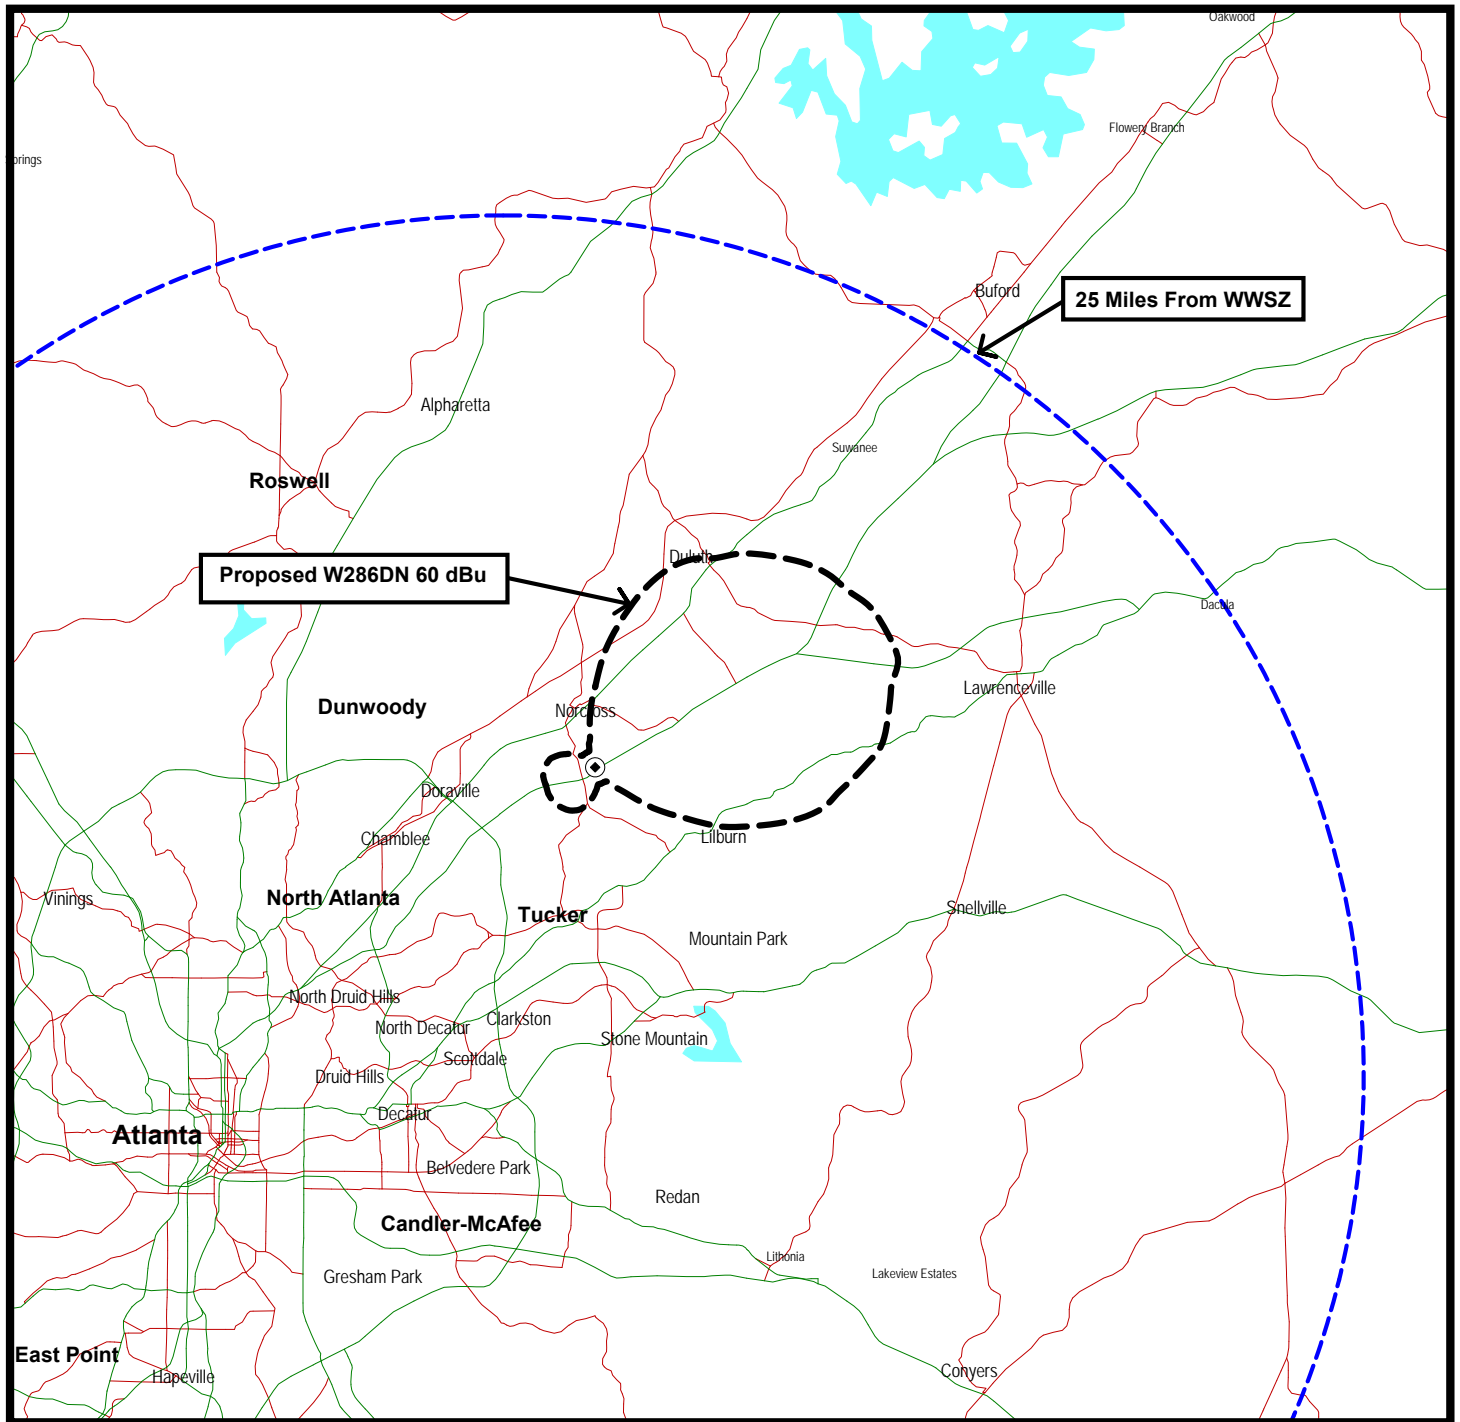 Oakwood
Flowery Branch
prings
Buford
25 Miles From WWSZ
Alpharetta
Suwanee
Roswell
Duluth
Proposed W286DN 60 dBu
Dacula
Lawrenceville
Dunwoody
Norcross
Doraville
Chamblee
Lilburn
Vinings
North Atlanta
Tucker
Snellville
Mountain Park
North Druid Hills
Clarkston
North Decatur
Stone Mountain
Scottdale
Druid Hills
Decatur
Atlanta
Belvedere Park
Redan
Candler-McAfee
Lithonia
Gresham Park
Lakeview Estates
East Point
Hapeville
Conyers